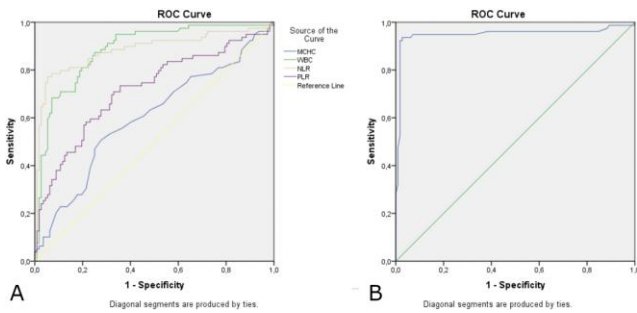 ROC Curve
Source of the
Curve
MCHC
WBC
NLR
PLR
Reference Line
Sensitivity
1,0
0,8
0,6
0,4
0,2
0,0
0,0 0,2 0,4 0,6 0,8 1,0
1 - Specificity
A
Diagonal segments are produced by ties.
ROC Curve
Sensitivity
1,0
0,8
0,6
0,4
0,2
0,0
0,0 0,2 0,4 0,6 0,8 1,0
1 - Specificity
B
Diagonal segments are produced by ties.